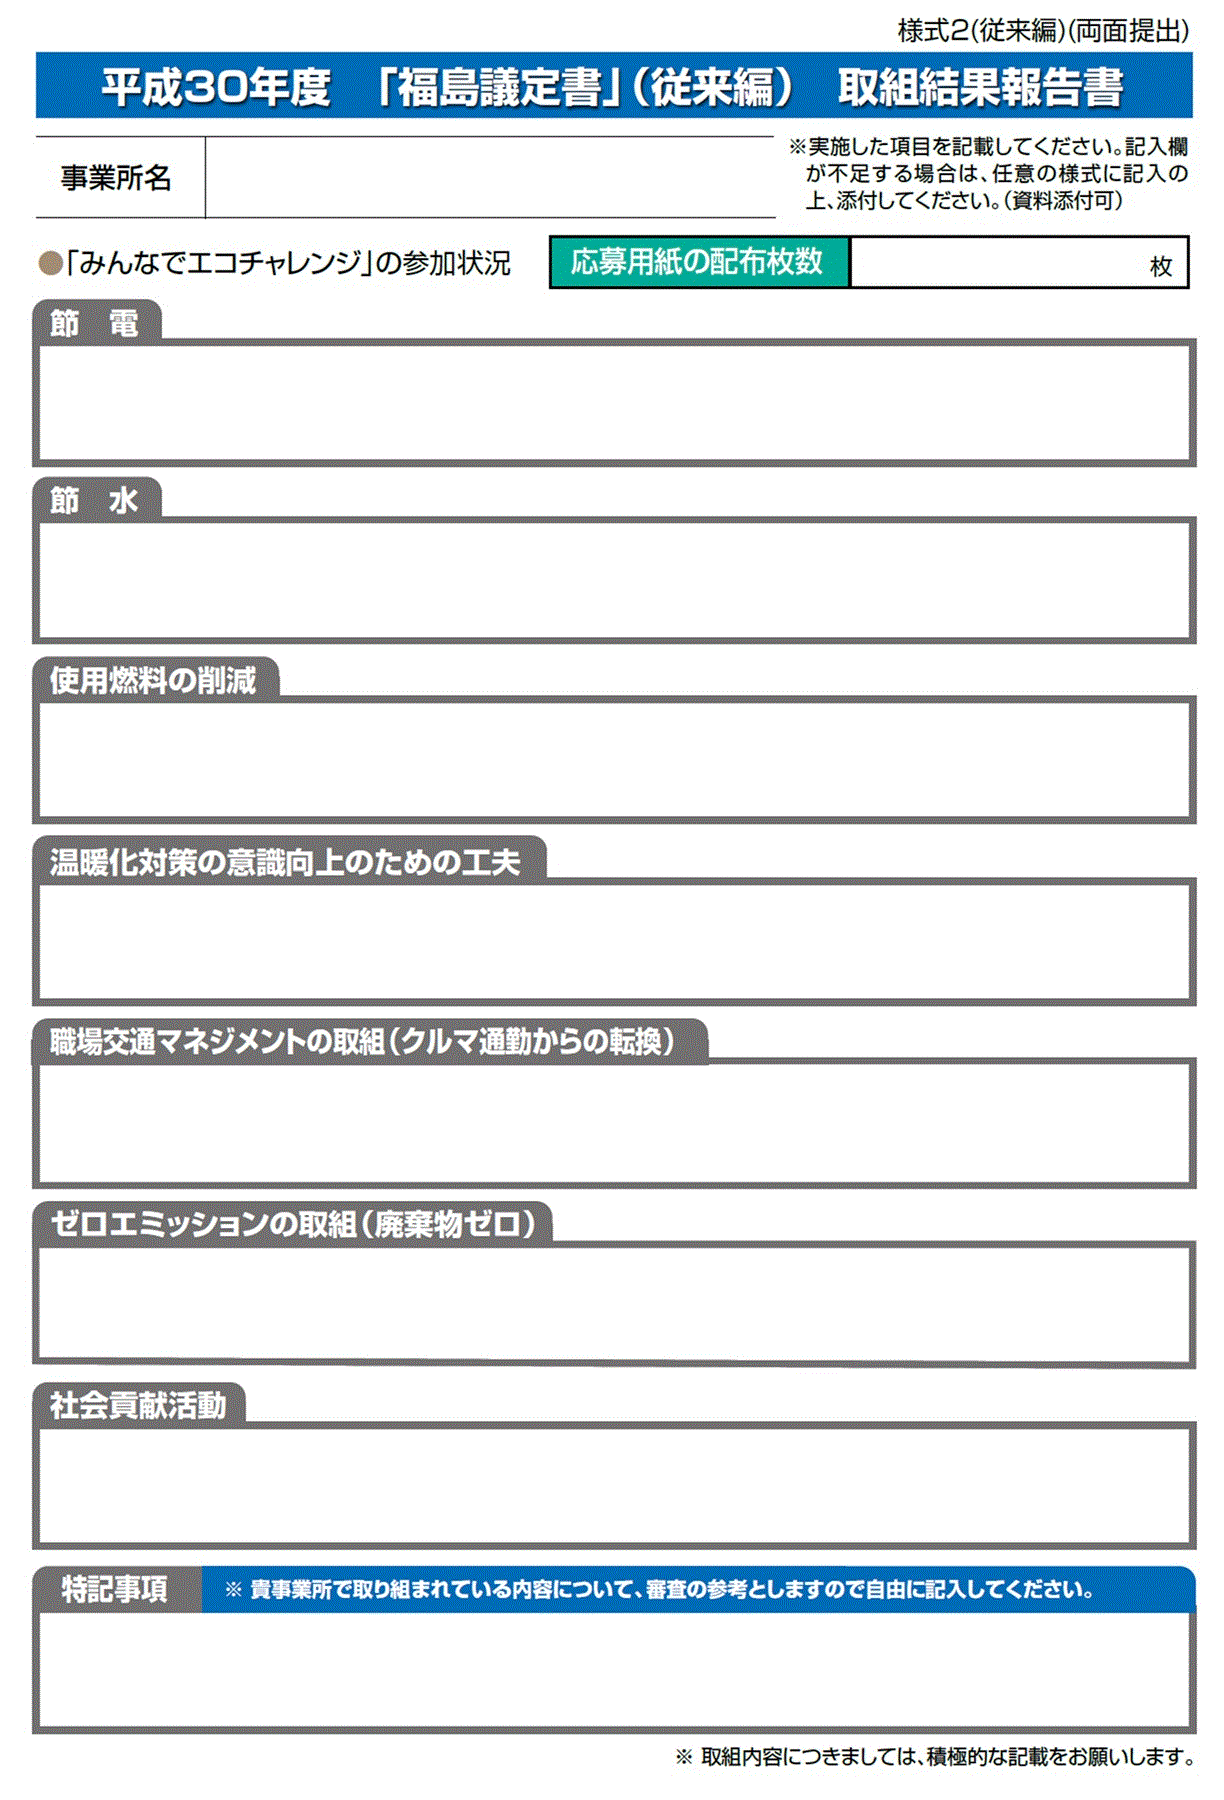 様式2(従来編)(両面提出)
平成30年度　「福島議定書」（従来編）　取組結果報告書
事業所名
※実施した項目を記載してください。記入欄
が不足する場合は、任意の様式に記入の
上、添付してください。（資料添付可）
●「みんなでエコチャレンジ」の参加状況
応募用紙の配布枚数
枚
節　電
節　水
使用燃料の削減
温暖化対策の意識向上のための工夫
職場交通マネジメントの取組（クルマ通勤からの転換）
ゼロエミッションの取組（廃棄物ゼロ）
社会貢献活動
特記事項
※ 貴事業所で取り組まれている内容について、審査の参考としますので自由に記入してください。
※ 取組内容につきましては、積極的な記載をお願いします。